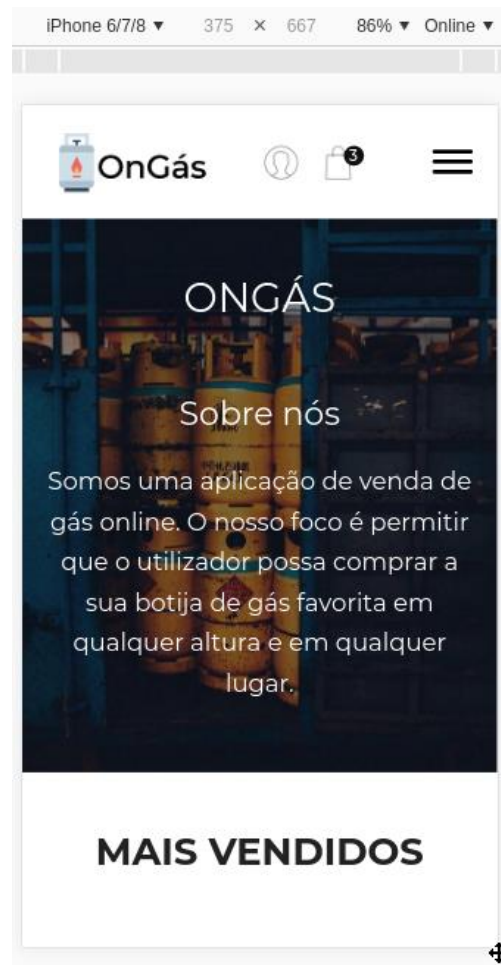 iPhone 6/7/8 ▼ 375 × 667 86% ▼ Online ▼
OnGás 3
ONGÁS
Sobre nós
Somos uma aplicação de venda de
gás online. O nosso foco é permitir
que o utilizador possa comprar a
sua botija de gás favorita em
qualquer altura e em qualquer
lugar.
MAIS VENDIDOS